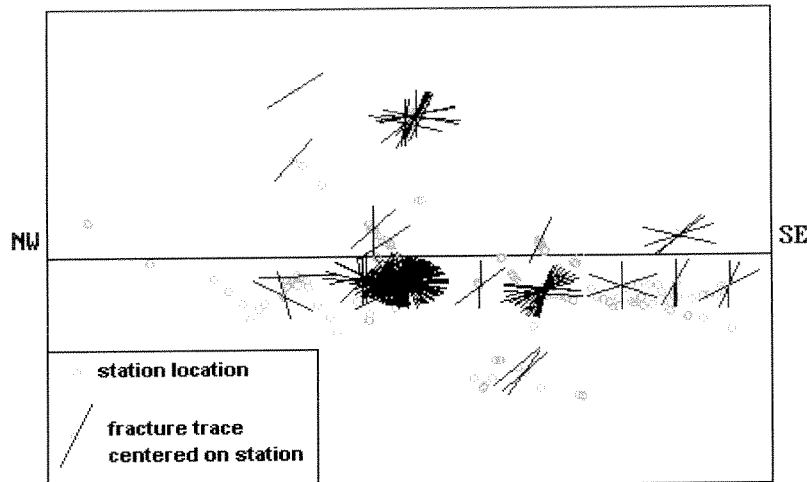 NW
SE
station location
fracture trace
centered on station